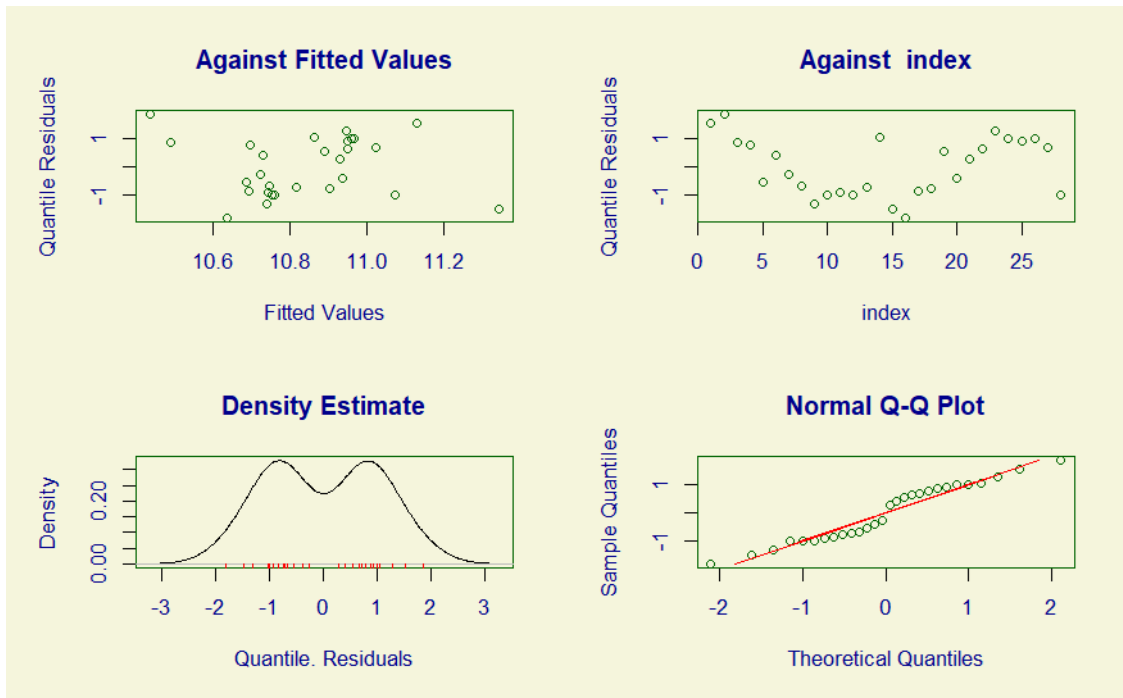 Against Fitted Values
Quantile Residuals
1
-1
10.6 10.8 11.0 11.2
Fitted Values
Against  index
Quantile Residuals
1
-1
0 5 10 15 20 25
index
Density Estimate
Density
0.20
0.00
-3 -2 -1 0 1 2 3
Quantile. Residuals
Normal Q-Q Plot
Sample Quantiles
1
-1
-2 -1 0 1 2
Theoretical Quantiles